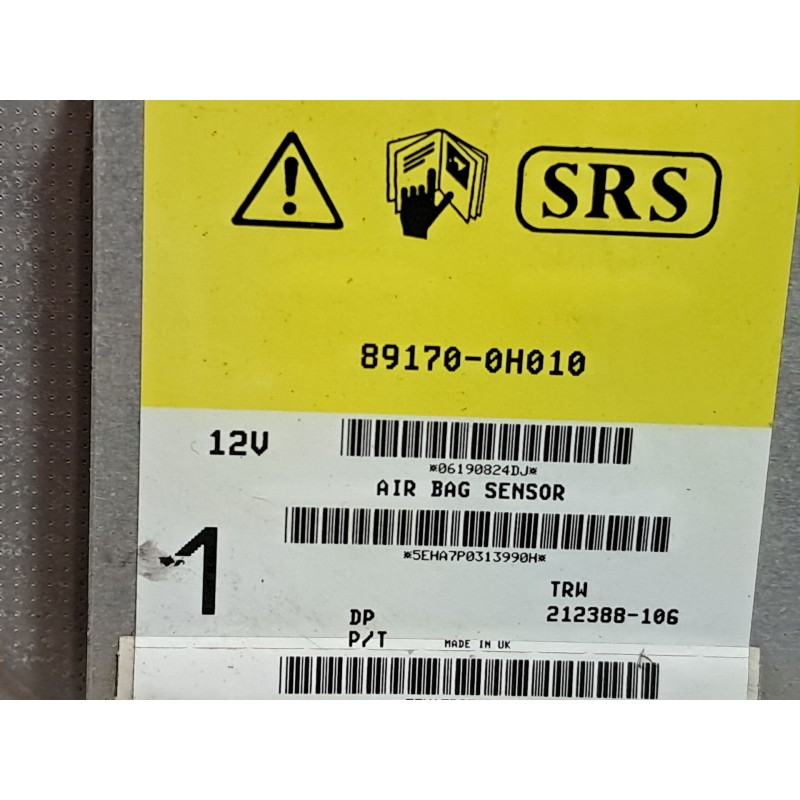 SRS
89170-0H010
12V
*06190824DJ*
AIR BAG SENSOR
*5EHA7P0313990H*
1
TRW
DP 212388-106
P/T MADE IN UK